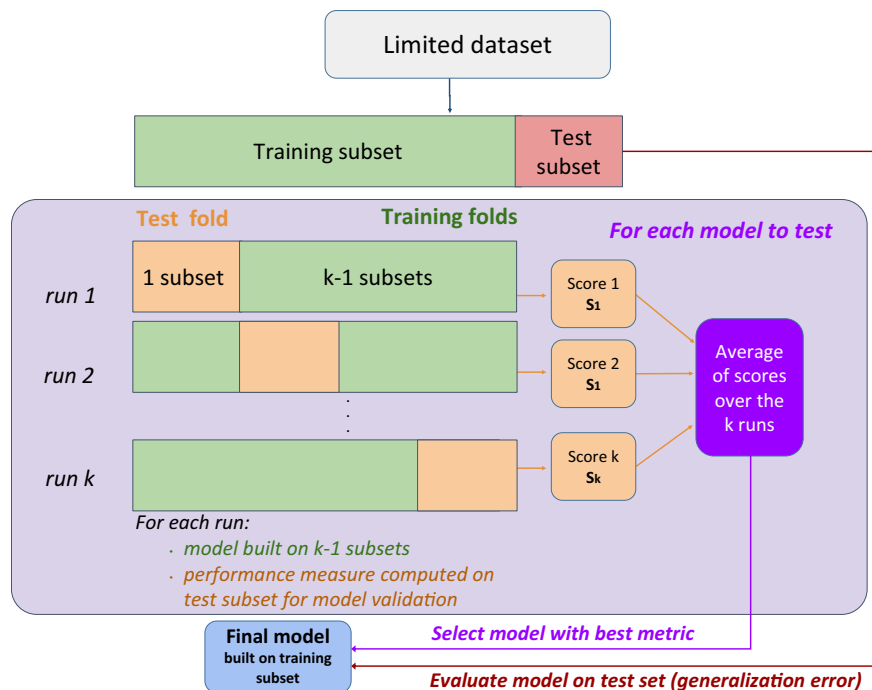 Limited dataset
Training subset
Test
subset
Test fold
Training folds
For each model to test
run 1
1 subset
k-1 subsets
Score 1
S1
run 2
Score 2
S1
Average
of scores
over the
k runs
.
.
.
run k
Score k
Sk
For each run:
· model built on k-1 subsets
· performance measure computed on
test subset for model validation
Final model
built on training
subset
Select model with best metric
Evaluate model on test set (generalization error)